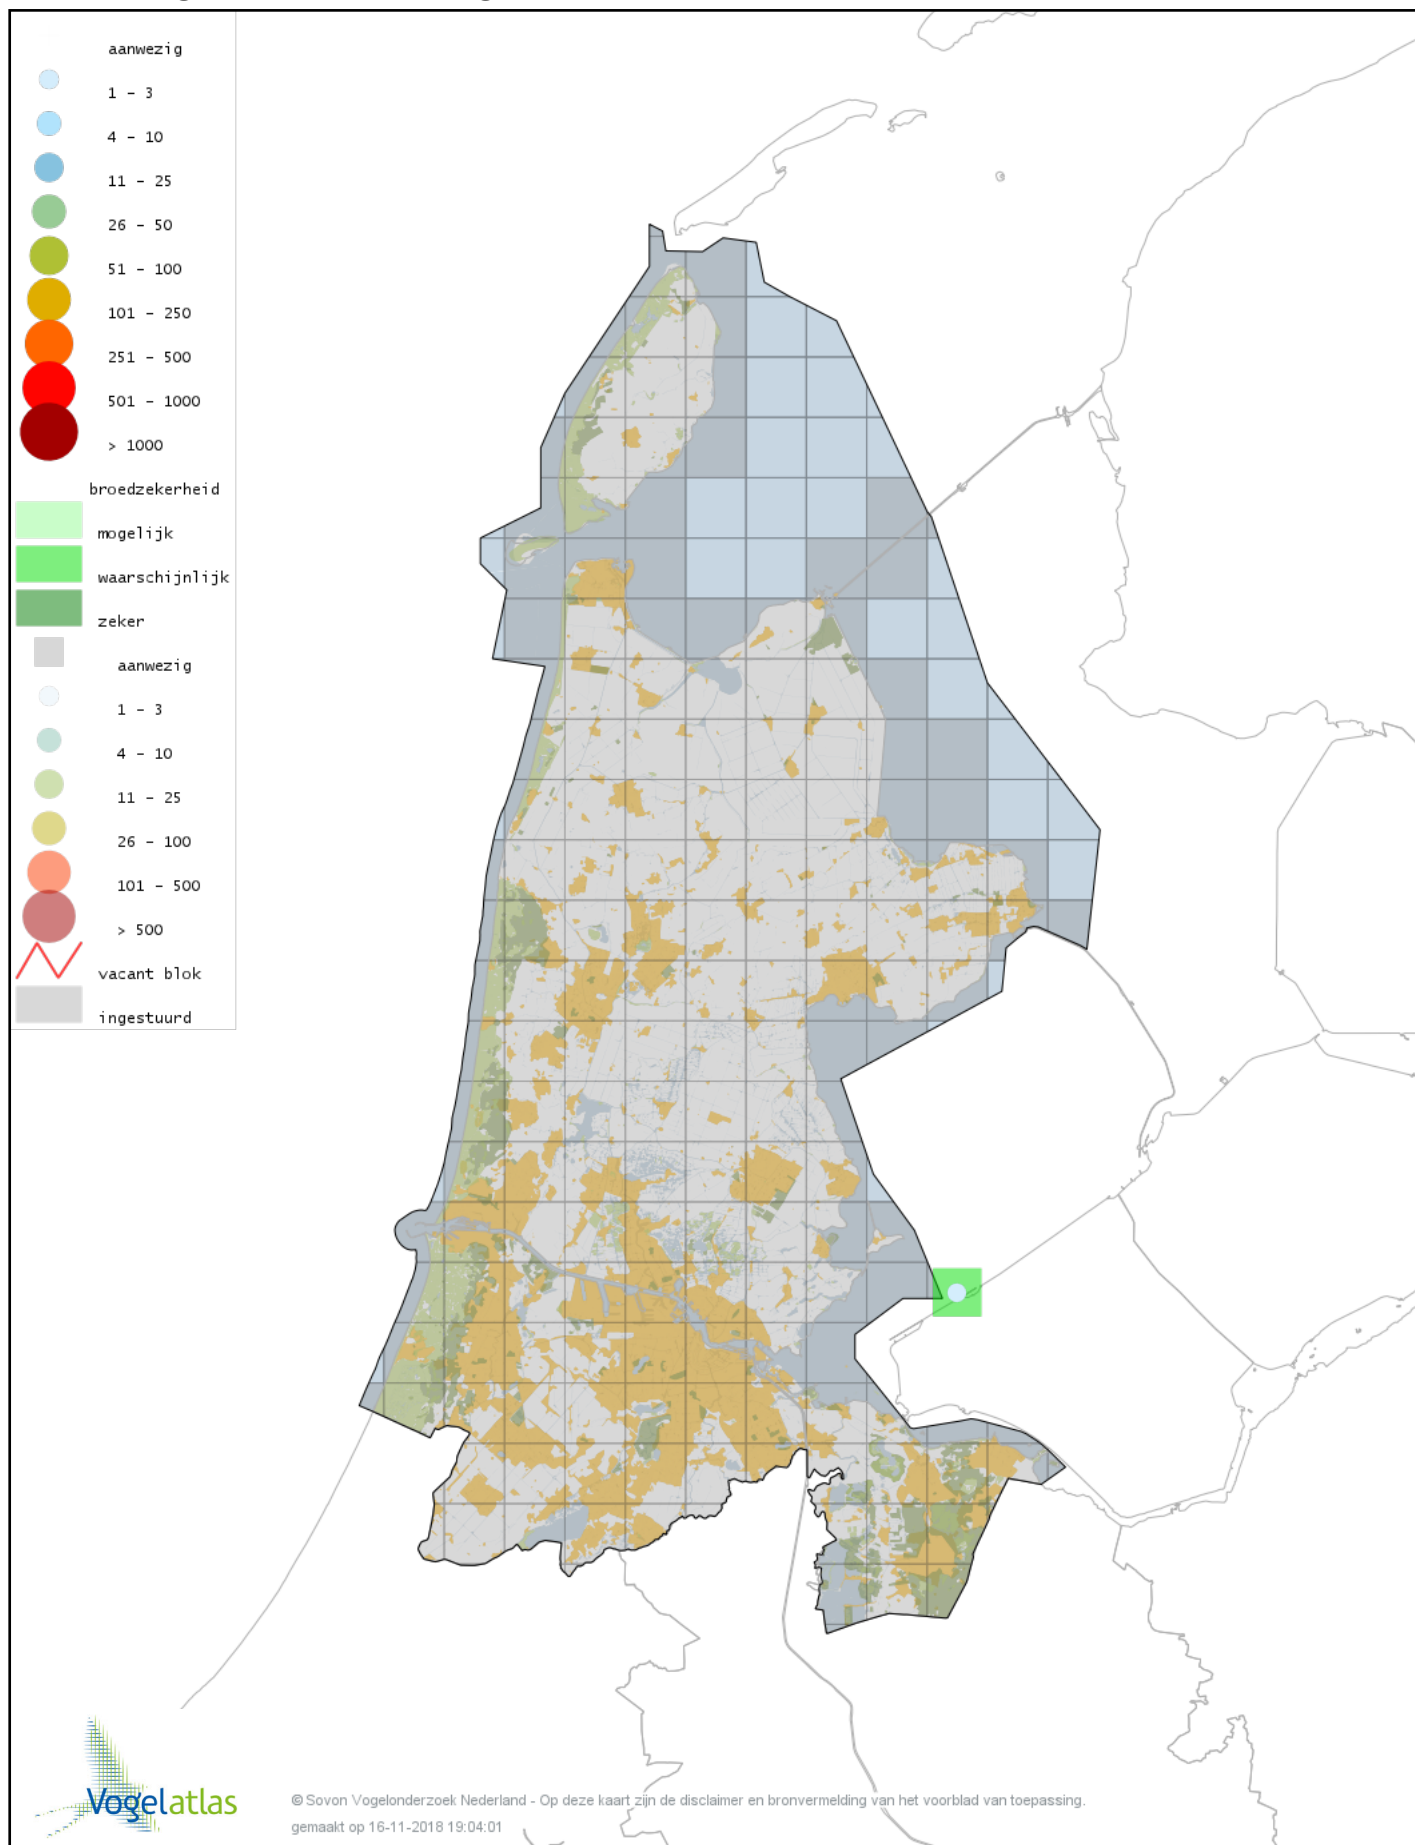 aanwezig
1 - 3
4 - 10
11 - 25
26 - 50
51 - 100
101 - 250
251 - 500
501 - 1000
> 1000
broedzekerheid
mogelijk
waarschijnlijk
zeker
aanwezig
1 - 3
4 - 10
11 - 25
26 - 100
101 - 500
> 500
vacant blok
ingestuurd
Vogelatlas
© Sovon Vogelonderzoek Nederland - Op deze kaart zijn de disclaimer en bronvermelding van het voorblad van toepassing.
gemaakt op 16-11-2018 19:04:01